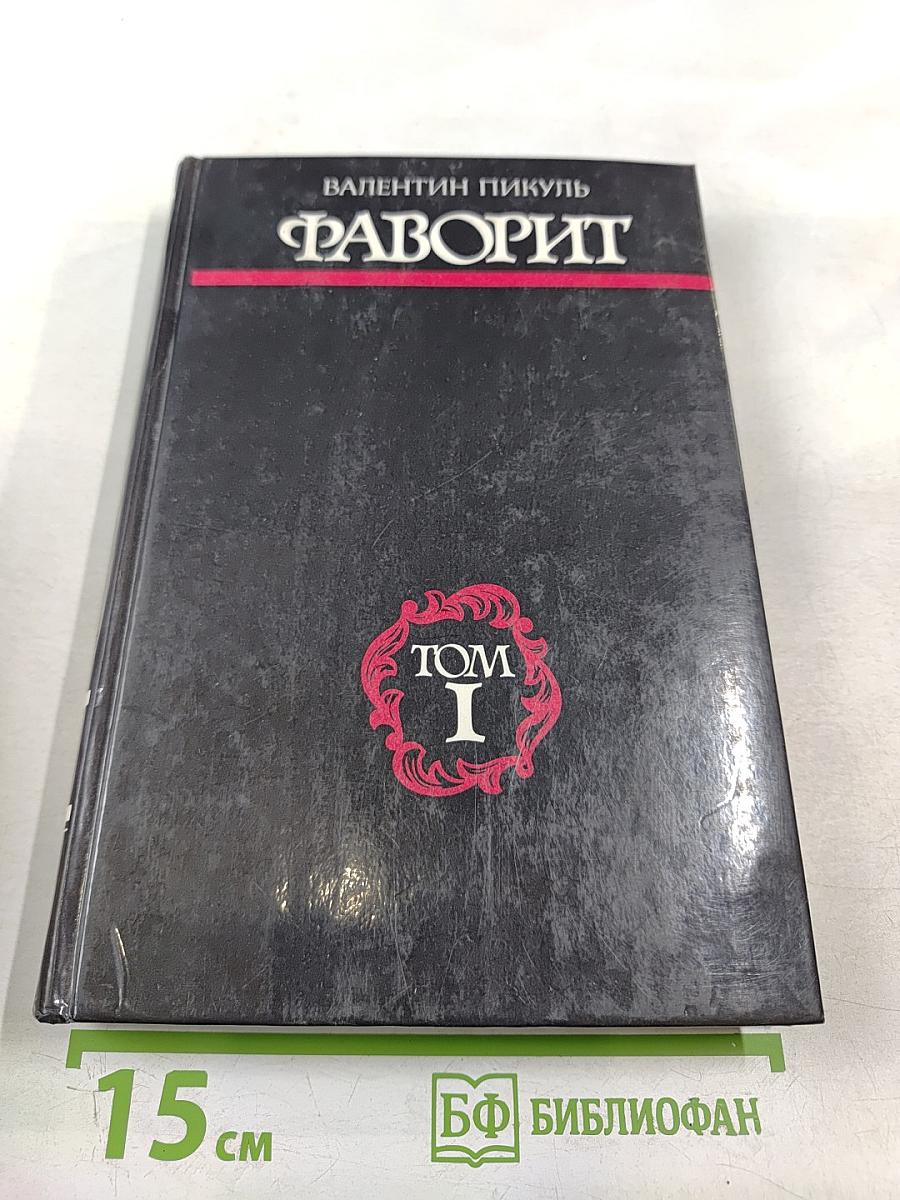 ВАЛЕНТИН ПИКУЛЬ
ФАВОРИТ
ТОМ
I
15 см
БФ БИБЛИОФАН